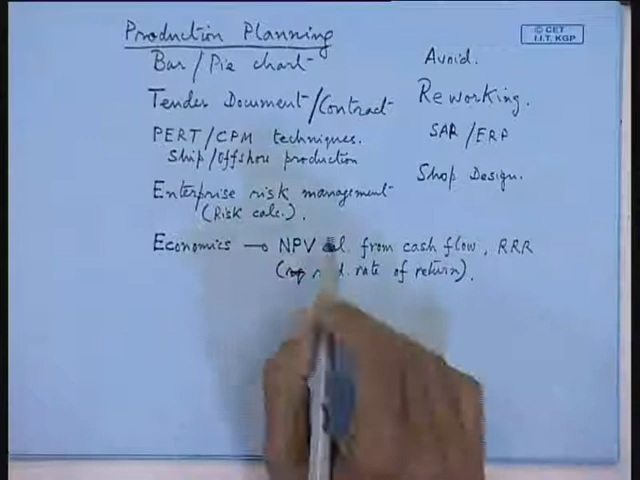 Production Planning
© CET
I.I.T. KGP
Bar/Pie chart
Avoid.
Tender Document/Contract
Reworking.
PERT/CPM techniques.
SAR/ERP
Ship/Offshore production
Shop Design.
Enterprise risk management
(Risk calc.).
Economics → NPV from cash flow, RRR
rate of return).